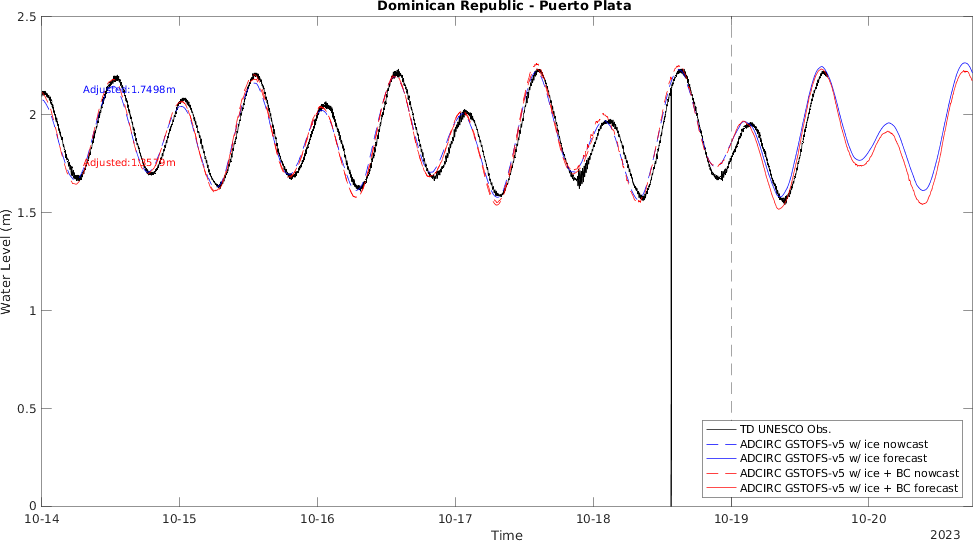 Dominican Republic - Puerto Plata
2.5
2
1.5
1
0.5
0
Water Level (m)
Adjusted:1.7498m
10-14
10-15
10-16
10-17
10-18
10-19
10-20
Time
2023
TD UNESCO Obs.
ADCIRC GSTOFS-v5 w/ ice nowcast
ADCIRC GSTOFS-v5 w/ ice forecast
ADCIRC GSTOFS-v5 w/ ice + BC nowcast
ADCIRC GSTOFS-v5 w/ ice + BC forecast